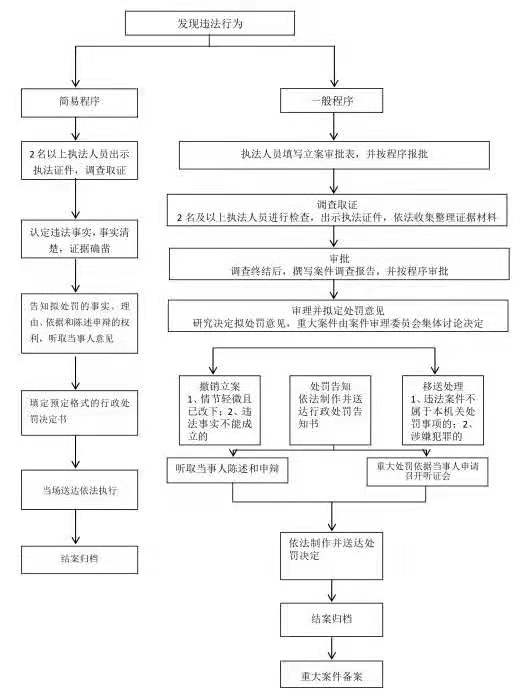 发现违法行为
简易程序
一般程序
2名以上执法人员出示
执法证件，调查取证
执法人员填写立案审批表，并按程序报批
调查取证
2名及以上执法人员进行检查，出示执法证件，依法收集整理证据材料
认定违法事实，事实清
楚，证据确凿
审批
调查终结后，撰写案件调查报告，并按程序审批
告知拟处罚的事实、理
由、依据和陈述申辩的权
利，听取当事人意见
审理并拟定处罚意见
研究决定拟处罚意见，重大案件由案件审理委员会集体讨论决定
填定预定格式的行政处
罚决定书
撤销立案
1、情节轻微且
已改下；2、违
法事实不能成
立的
处罚告知
依法制作并送
达行政处罚告
知书
移送处理
1、违法案件不
属于本机关处
罚事项的；2、
涉嫌犯罪的
当场送达依法执行
听取当事人陈述和申辩
重大处罚依据当事人申请
召开听证会
结案归档
依法制作并送达处
罚决定
结案归档
重大案件备案